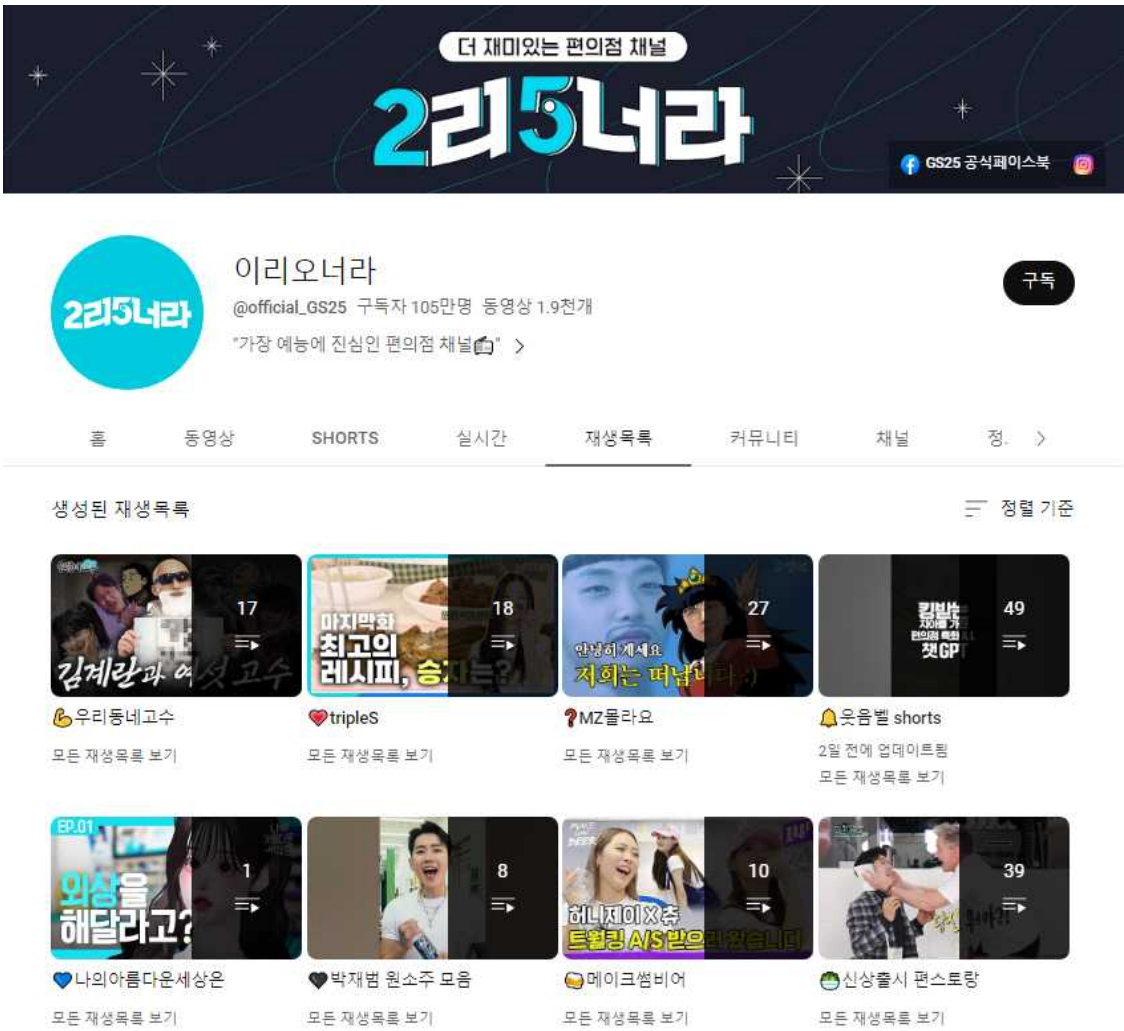 더 재미있는 편의점 채널
2리5너라
GS25 공식페이스북
2리5너라
이리오너라
@official_GS25 구독자 105만명 동영상 1.9천개
"가장 예능에 진심인 편의점 채널📻" >
구독
홈 동영상 SHORTS 실시간 재생목록 커뮤니티 채널 정. >
생성된 재생목록
정렬 기준
17
김계란과 여섯 고수
18
마지막화
최고의
레시피, 승자는?
27
안녕히 계세요
저희는 떠납니다 :)
49
킹받는
자아를 가
편의점 특화 A.I.
챗GPT
💪우리동네고수
💗tripleS
❓MZ몰라요
🔔웃음벨 shorts
모든 재생목록 보기
모든 재생목록 보기
모든 재생목록 보기
2일 전에 업데이트됨
모든 재생목록 보기
EP.01
외상을
해달라고?
1
8
10
허니제이 X 츄
트월킹 A/S 받으러 왔습니다
39
💙나의아름다운세상은
🖤박재범 원소주 모음
🍻메이크썸비어
🥗신상출시 편스토랑
모든 재생목록 보기
모든 재생목록 보기
모든 재생목록 보기
모든 재생목록 보기